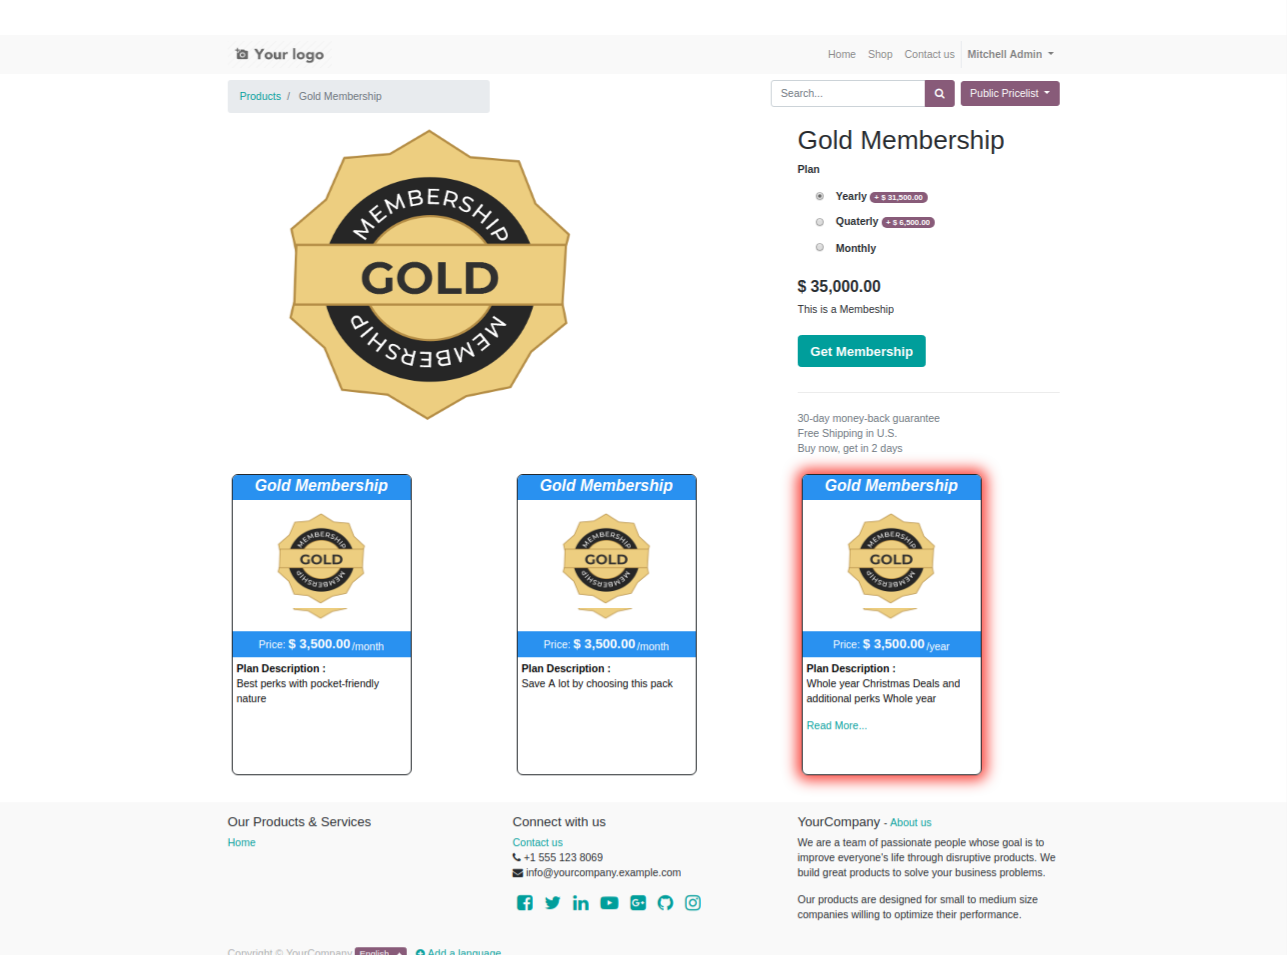 Your logo
Home Shop Contact us Mitchell Admin
Products / Gold Membership
Search...
Public Pricelist
MEMBERSHIP
GOLD
MEMBERSHIP
Gold Membership
Plan
Yearly + $ 31,500.00
Quaterly + $ 6,500.00
Monthly
$ 35,000.00
This is a Membeship
Get Membership
30-day money-back guarantee
Free Shipping in U.S.
Buy now, get in 2 days
Gold Membership
MEMBERSHIP
GOLD
MEMBERSHIP
Price: $ 3,500.00 /month
Plan Description :
Best perks with pocket-friendly
nature
Gold Membership
MEMBERSHIP
GOLD
MEMBERSHIP
Price: $ 3,500.00 /month
Plan Description :
Save A lot by choosing this pack
Gold Membership
MEMBERSHIP
GOLD
MEMBERSHIP
Price: $ 3,500.00 /year
Plan Description :
Whole year Christmas Deals and
additional perks Whole year
Read More...
Our Products & Services
Home
Connect with us
Contact us
+1 555 123 8069
info@yourcompany.example.com
YourCompany - About us
We are a team of passionate people whose goal is to
improve everyone's life through disruptive products. We
build great products to solve your business problems.
Our products are designed for small to medium size
companies willing to optimize their performance.
Copyright © YourCompany English Add a language